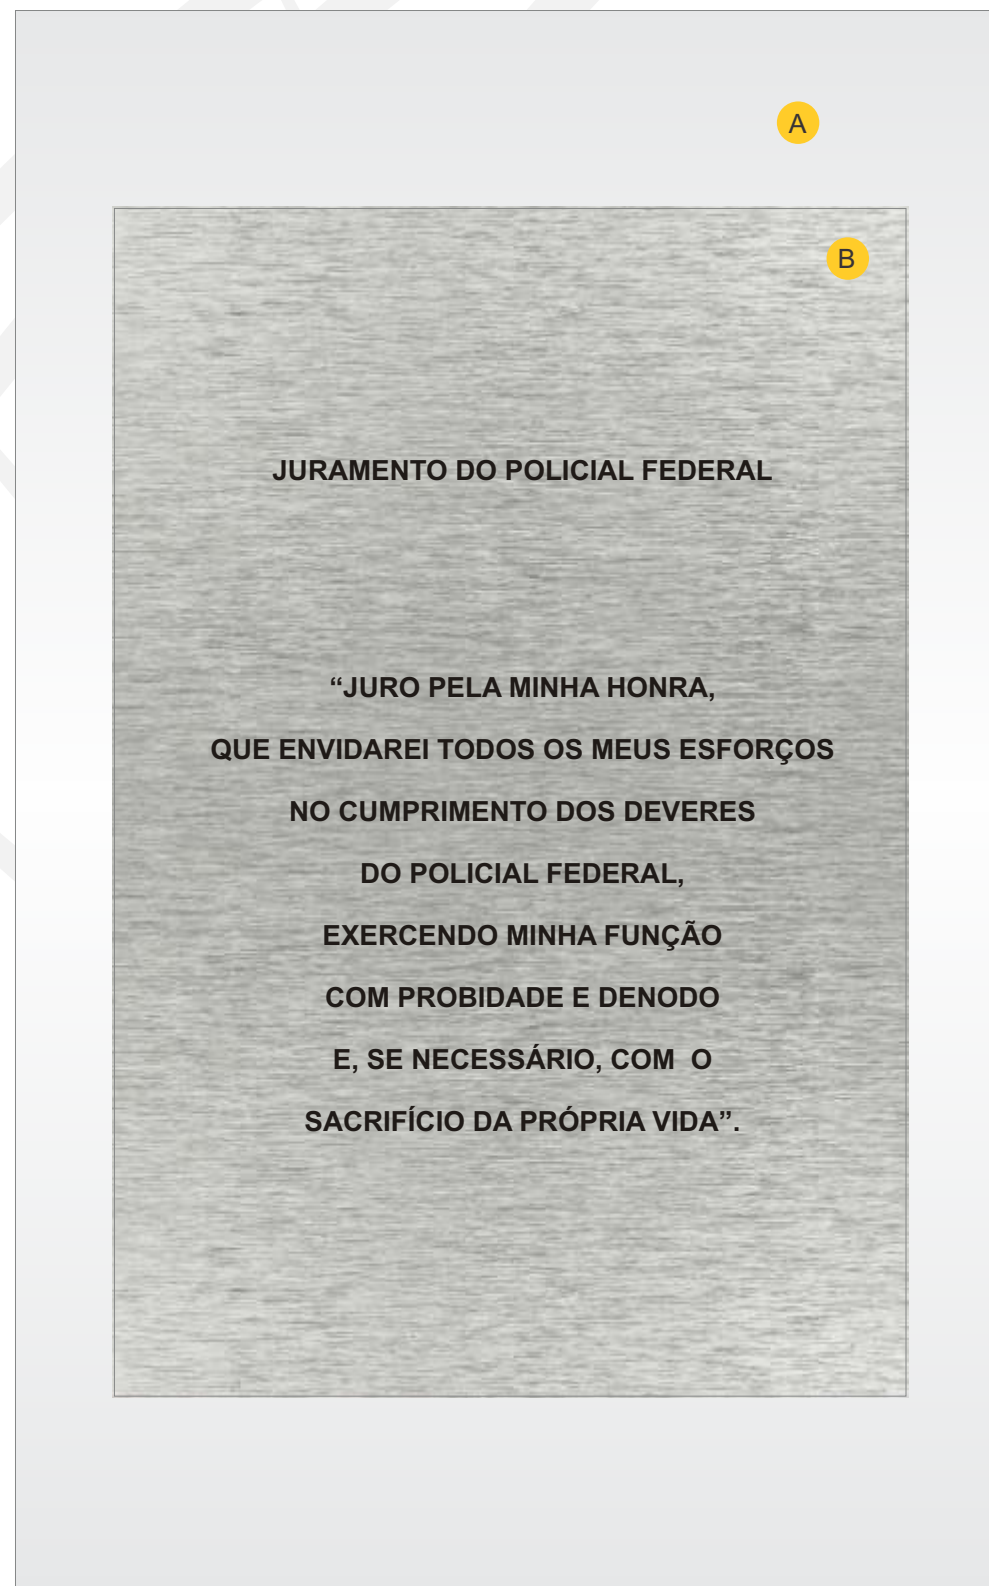 A
B
JURAMENTO DO POLICIAL FEDERAL
“JURO PELA MINHA HONRA,
QUE ENVIDAREI TODOS OS MEUS ESFORÇOS
NO CUMPRIMENTO DOS DEVERES
DO POLICIAL FEDERAL,
EXERCENDO MINHA FUNÇÃO
COM PROBIDADE E DENODO
E, SE NECESSÁRIO, COM  O
SACRIFÍCIO DA PRÓPRIA VIDA”.